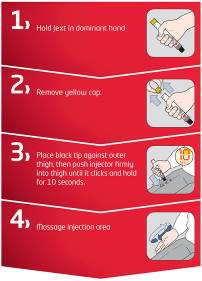 1,
Hold Jext in dominant hand
2,
Remove yellow cap.
3,
Place black tip against outer
thigh, then push injector firmly
into thigh until it clicks and hold
for 10 seconds.
10
4,
Massage injection area